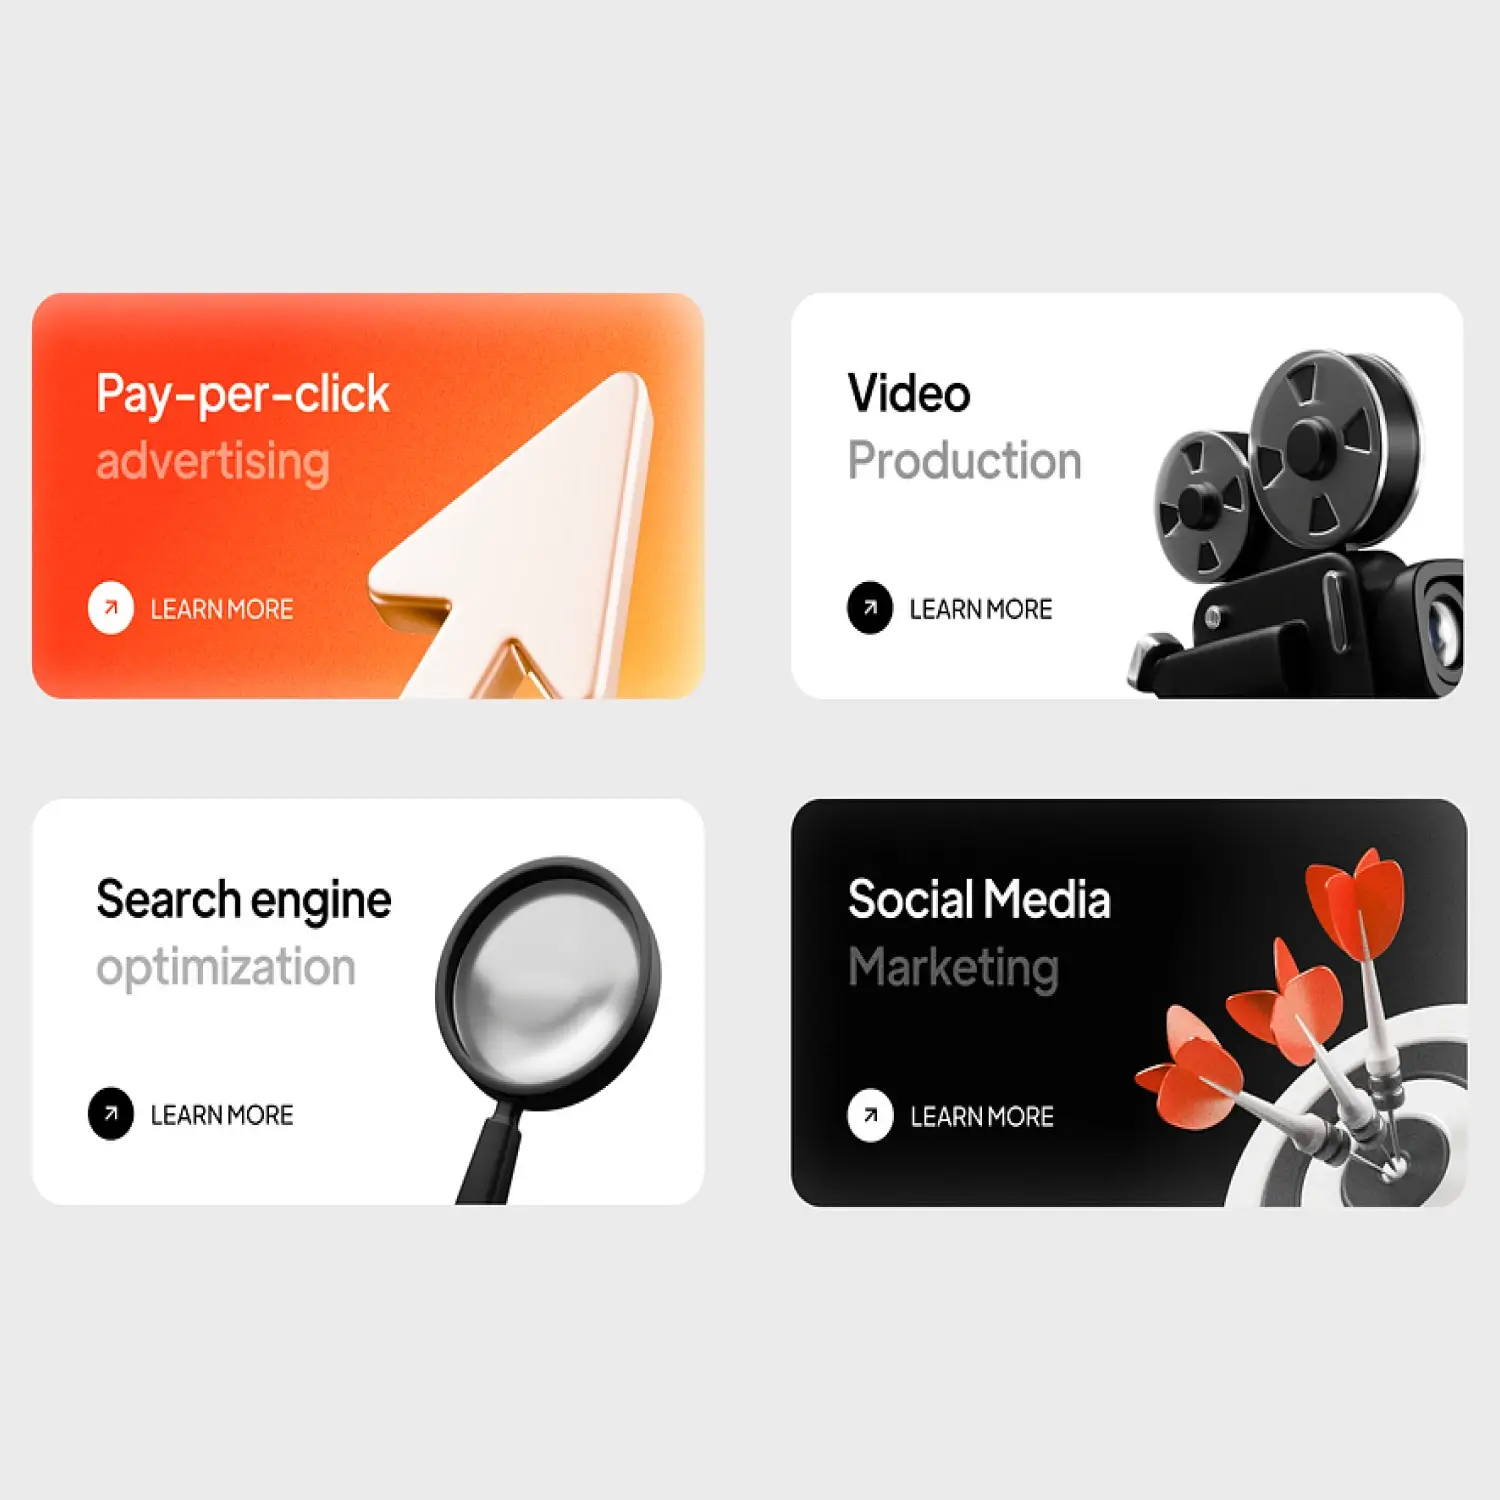 Pay-per-click
advertising
LEARN MORE
Video
Production
LEARN MORE
Search engine
optimization
LEARN MORE
Social Media
Marketing
LEARN MORE